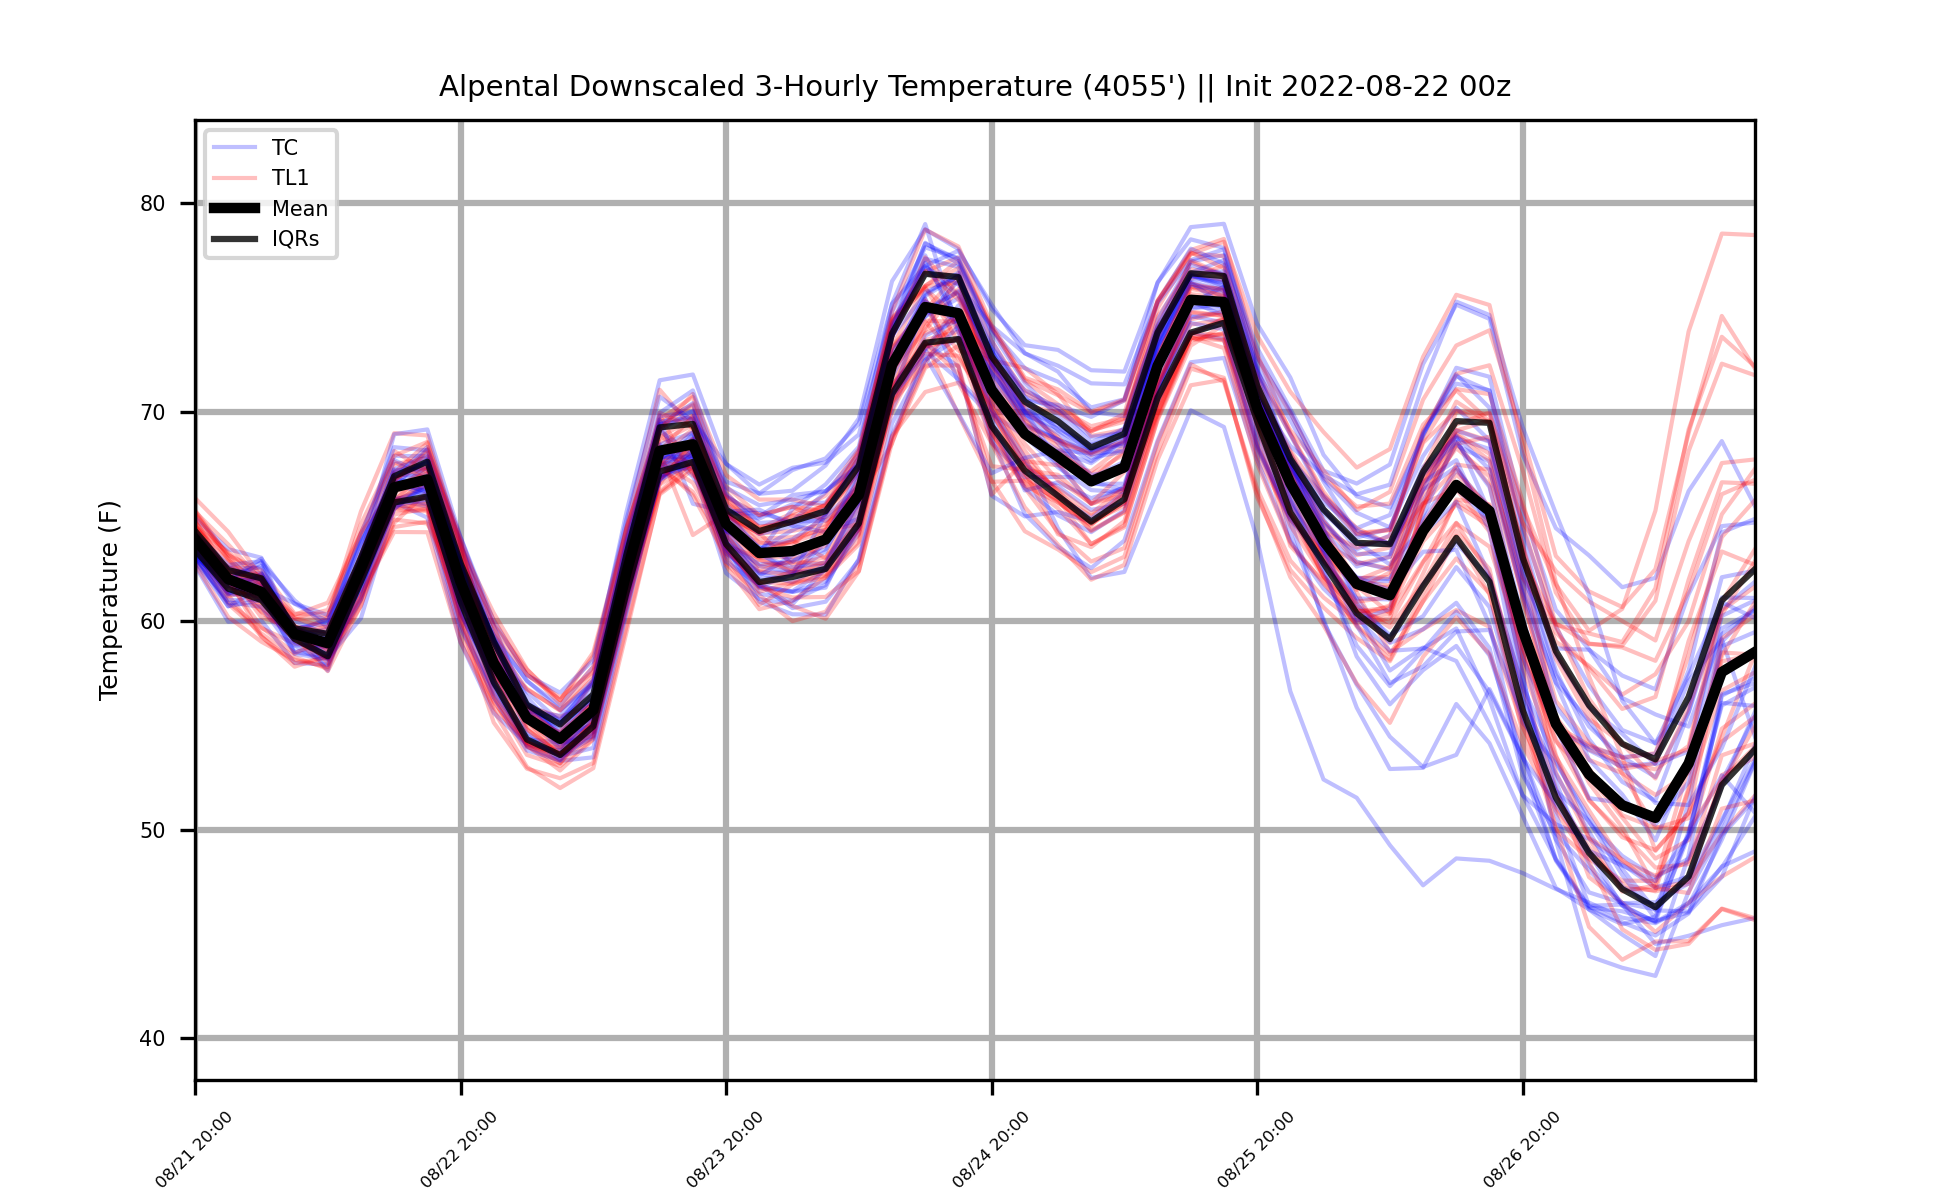 Alpental Downscaled 3-Hourly Temperature (4055') || Init 2022-08-22 00z
TC
TL1
Mean
IQRs
Temperature (F)
80
70
60
50
40
08/21 20:00
08/22 20:00
08/23 20:00
08/24 20:00
08/25 20:00
08/26 20:00